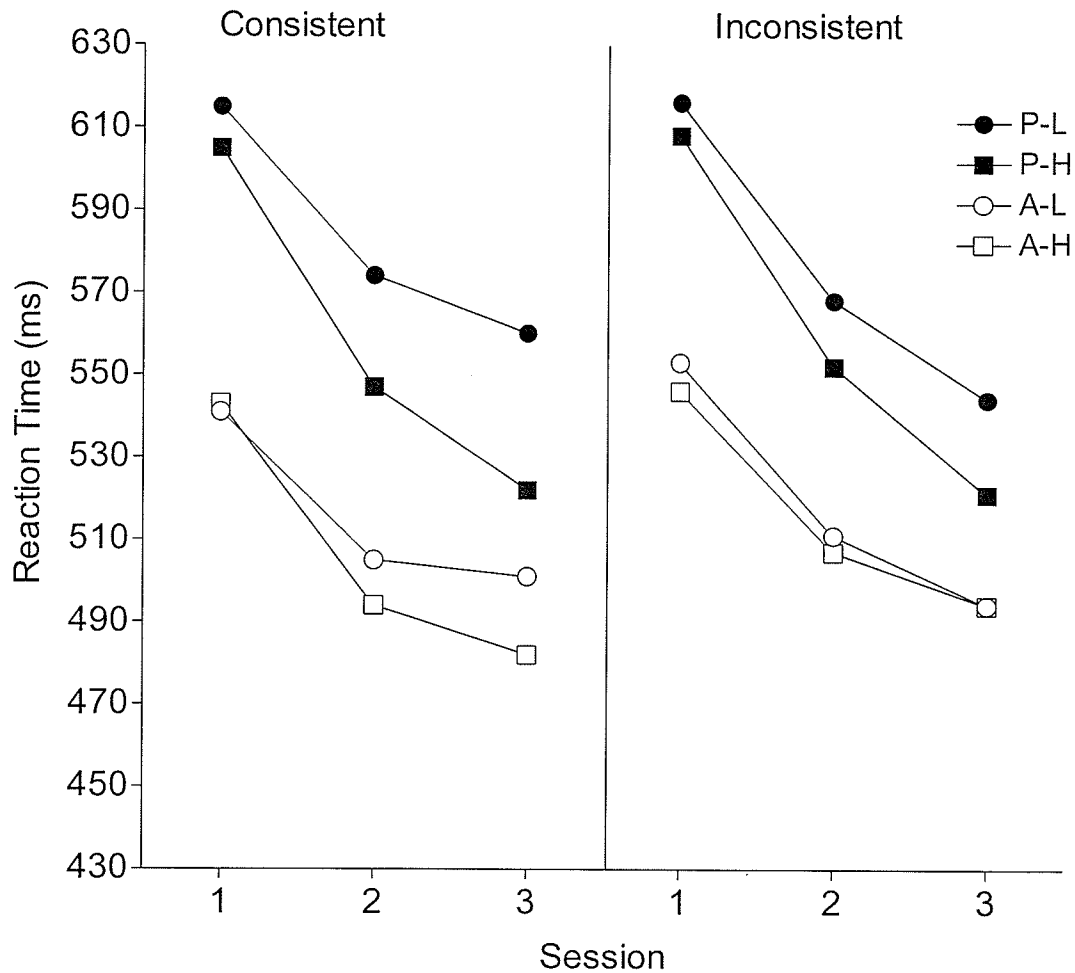 Consistent
Inconsistent
630
610
590
570
550
530
510
490
470
450
430
Reaction Time (ms)
P-L
P-H
A-L
A-H
1
2
3
1
2
3
Session